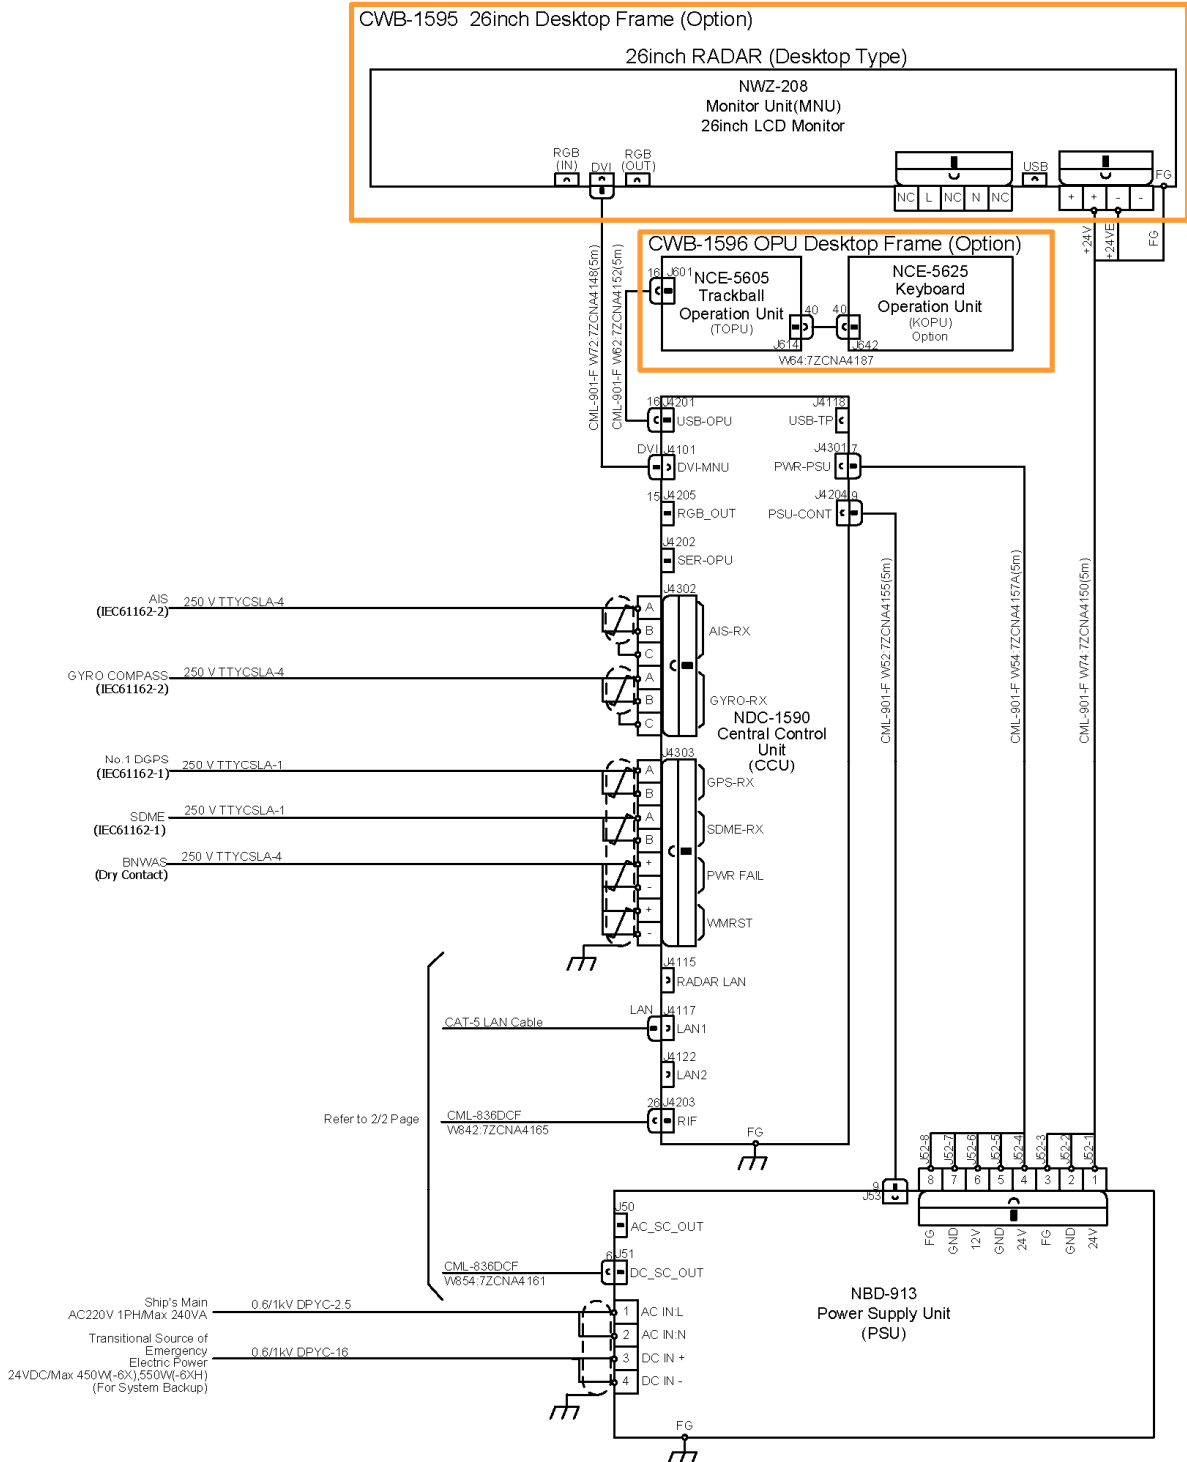 CWB-1595  26inch Desktop Frame (Option)
26inch RADAR (Desktop Type)
NWZ-208
Monitor Unit(MNU)
26inch LCD Monitor
RGB
(IN)
DVI
RGB
(OUT)
USB
FG
NC L NC N NC
+ + - -
+24V
+24VE
FG
CWB-1596 OPU Desktop Frame (Option)
16 J601
NCE-5605
Trackball
Operation Unit
(TOPU)
40
J614
40
J642
NCE-5625
Keyboard
Operation Unit
(KOPU)
Option
W64:7ZCNA4187
CML-901-F W72:7ZCNA4148(5m)
CML-901-F W62:7ZCNA4152(5m)
16 J4201
USB-OPU
J4118
USB-TP
DVI J4101
DVI-MNU
J4301 7
PWR-PSU
15 J4205
RGB_OUT
J4204 9
PSU-CONT
J4202
SER-OPU
CML-901-F W52:7ZCNA4155(5m)
CML-901-F W54:7ZCNA4157A(5m)
CML-901-F W74:7ZCNA4150(5m)
J4302
AIS
(IEC61162-2)
250 V TTYCSLA-4
A
B
C
AIS-RX
GYRO COMPASS
(IEC61162-2)
250 V TTYCSLA-4
A
B
C
GYRO-RX
NDC-1590
Central Control
Unit
(CCU)
J4303
No.1 DGPS
(IEC61162-1)
250 V TTYCSLA-1
A
B
GPS-RX
SDME
(IEC61162-1)
250 V TTYCSLA-1
A
B
SDME-RX
BNWAS
(Dry Contact)
250 V TTYCSLA-4
+
-
PWR FAIL
+
-
WMRST
J4115
RADAR LAN
LAN J4117
LAN1
CAT-5 LAN Cable
J4122
LAN2
Refer to 2/2 Page
26 J4203
RIF
CML-836DCF
W842:7ZCNA4165
FG
J52-8
J52-7
J52-6
J52-5
J52-4
J52-3
J52-2
J52-1
8 7 6 5 4 3 2 1
9
J53
FG
GND
12V
GND
24V
FG
GND
24V
J50
AC_SC_OUT
6 J51
DC_SC_OUT
CML-836DCF
W854:7ZCNA4161
NBD-913
Power Supply Unit
(PSU)
Ship's Main
AC220V 1PH/Max 240VA
0.6/1kV DPYC-2.5
1 AC IN:L
2 AC IN:N
Transitional Source of
Emergency
Electric Power
24VDC/Max 450W(-6X),550W(-6XH)
(For System Backup)
0.6/1kV DPYC-16
3 DC IN +
4 DC IN -
FG